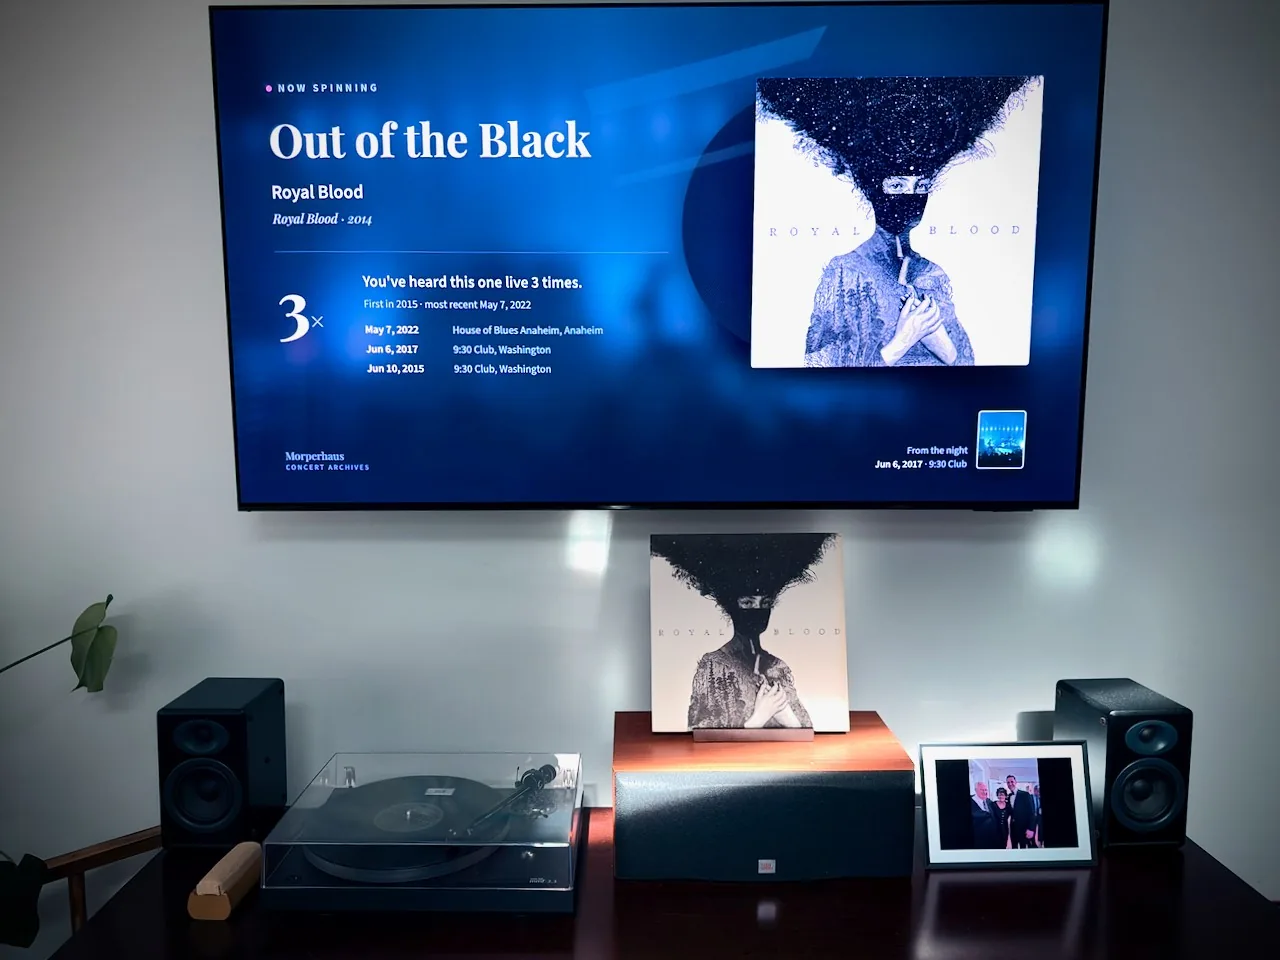 NOW SPINNING
Out of the Black
Royal Blood
Royal Blood · 2014
3×
You've heard this one live 3 times.
First in 2015 · most recent May 7, 2022
May 7, 2022 House of Blues Anaheim, Anaheim
Jun 6, 2017 9:30 Club, Washington
Jun 10, 2015 9:30 Club, Washington
ROYAL BLOOD
Morperhaus
CONCERT ARCHIVES
From the night
Jun 6, 2017 · 9:30 Club
ROYAL BLOOD
JBL